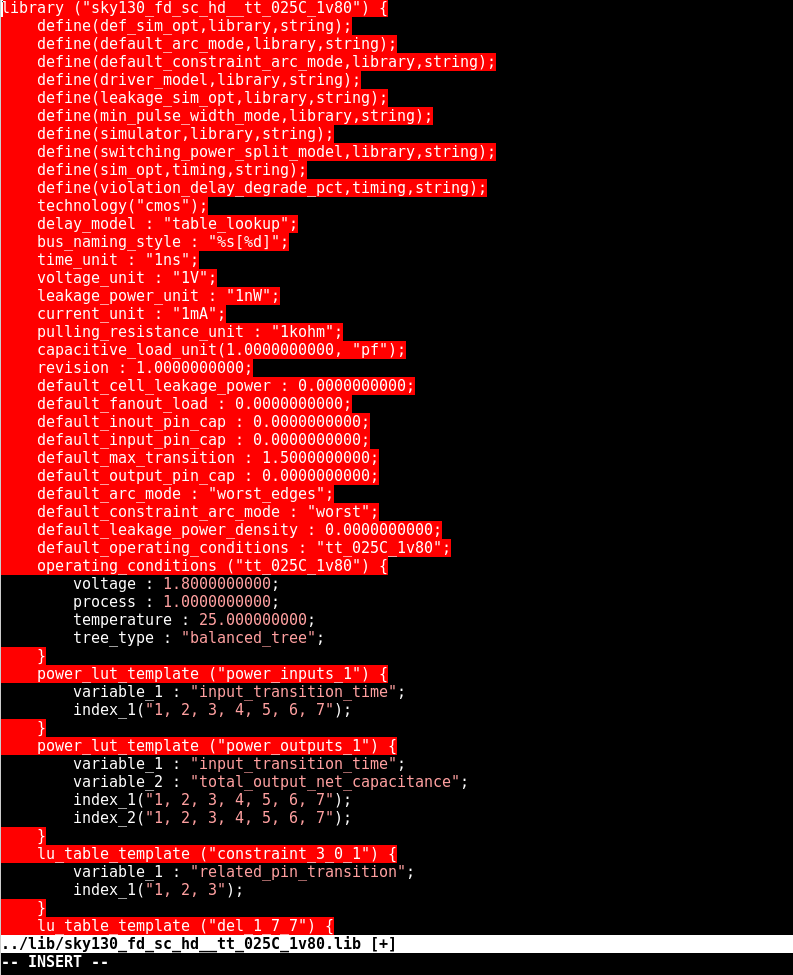 library ("sky130_fd_sc_hd__tt_025C_1v80") {
    define(def_sim_opt,library,string);
    define(default_arc_mode,library,string);
    define(default_constraint_arc_mode,library,string);
    define(driver_model,library,string);
    define(leakage_sim_opt,library,string);
    define(min_pulse_width_mode,library,string);
    define(simulator,library,string);
    define(switching_power_split_model,library,string);
    define(sim_opt,timing,string);
    define(violation_delay_degrade_pct,timing,string);
    technology("cmos");
    delay_model : "table_lookup";
    bus_naming_style : "%s[%d]";
    time_unit : "1ns";
    voltage_unit : "1V";
    leakage_power_unit : "1nW";
    current_unit : "1mA";
    pulling_resistance_unit : "1kohm";
    capacitive_load_unit(1.0000000000, "pf");
    revision : 1.0000000000;
    default_cell_leakage_power : 0.0000000000;
    default_fanout_load : 0.0000000000;
    default_inout_pin_cap : 0.0000000000;
    default_input_pin_cap : 0.0000000000;
    default_max_transition : 1.5000000000;
    default_output_pin_cap : 0.0000000000;
    default_arc_mode : "worst_edges";
    default_constraint_arc_mode : "worst";
    default_leakage_power_density : 0.0000000000;
    default_operating_conditions : "tt_025C_1v80";
    operating_conditions ("tt_025C_1v80") {
        voltage : 1.8000000000;
        process : 1.0000000000;
        temperature : 25.000000000;
        tree_type : "balanced_tree";
    }
    power_lut_template ("power_inputs_1") {
        variable_1 : "input_transition_time";
        index_1("1, 2, 3, 4, 5, 6, 7");
    }
    power_lut_template ("power_outputs_1") {
        variable_1 : "input_transition_time";
        variable_2 : "total_output_net_capacitance";
        index_1("1, 2, 3, 4, 5, 6, 7");
        index_2("1, 2, 3, 4, 5, 6, 7");
    }
    lu_table_template ("constraint_3_0_1") {
        variable_1 : "related_pin_transition";
        index_1("1, 2, 3");
    }
    lu_table_template ("del_1_7_7") {
../lib/sky130_fd_sc_hd__tt_025C_1v80.lib [+]
-- INSERT --